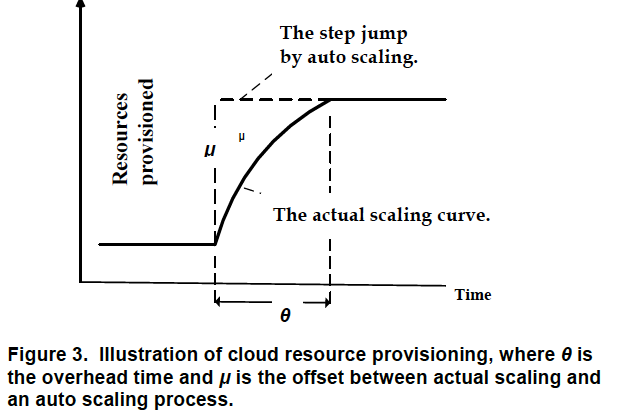 The step jump
by auto scaling.
Resources
provisioned
μ
μ
The actual scaling curve.
Time
θ
Figure 3. Illustration of cloud resource provisioning, where θ is
the overhead time and μ is the offset between actual scaling and
an auto scaling process.